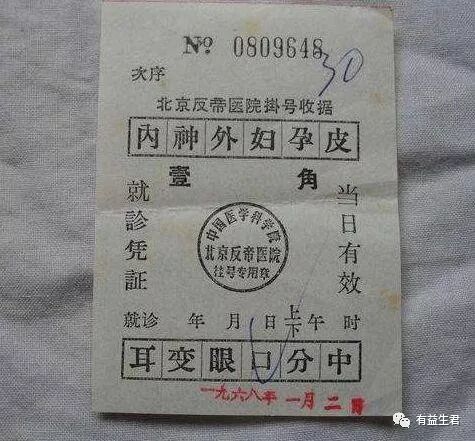 No 0809648
30
次序
北京反帝医院掛号收据
內神外妇孕皮
壹角
就診凭証
当日有效
中国医学科学院
北京反帝医院
挂号专用章
就诊 年 月 日 上/下午 时
耳变眼口分中
一九六八年一月二日
有益生君